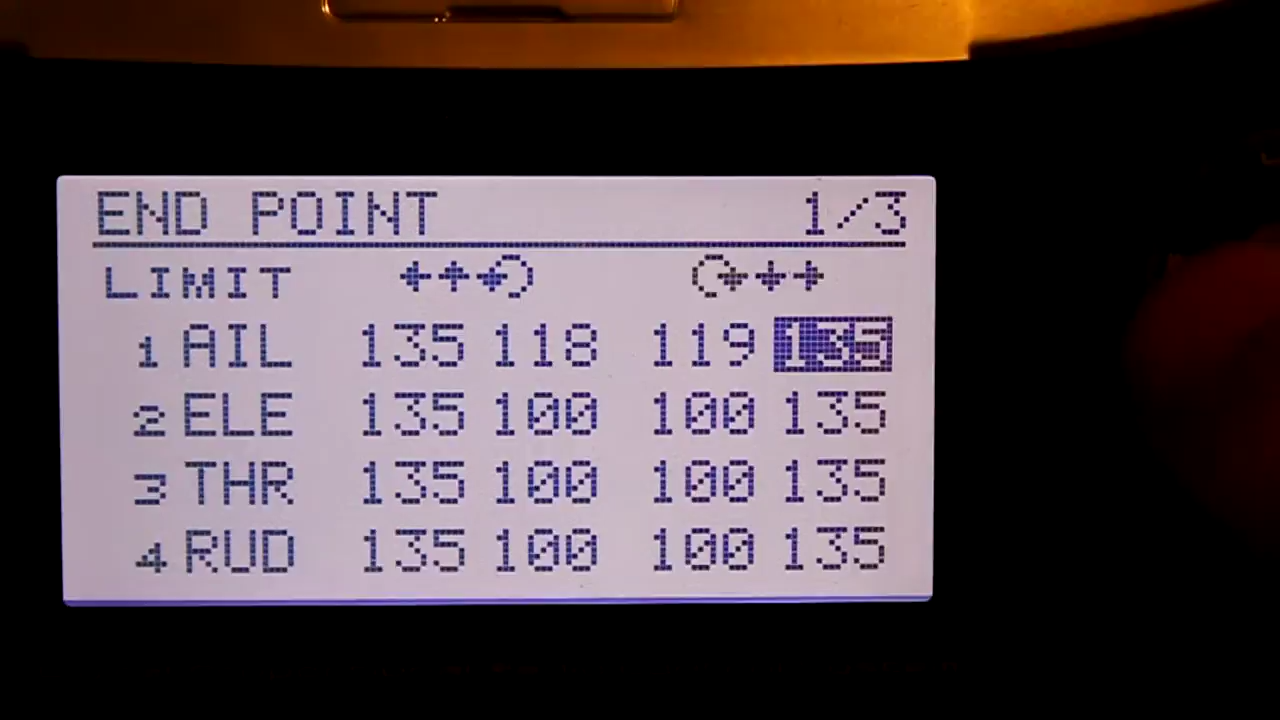 END POINT 1/3
LIMIT
1 AIL 135 118 119 135
2 ELE 135 100 100 135
3 THR 135 100 100 135
4 RUD 135 100 100 135